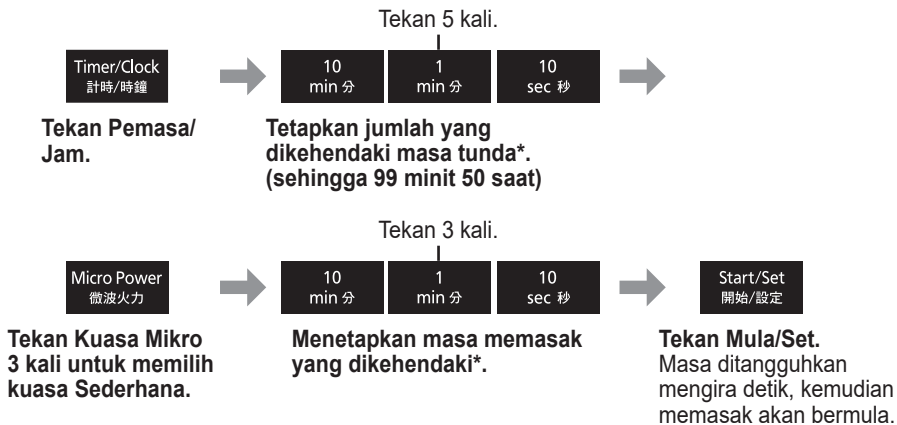 Tekan 5 kali.
Timer/Clock
計時/時鐘
10
min 分
1
min 分
10
sec 秒
Tekan Pemasa/
Jam.
Tetapkan jumlah yang
dikehendaki masa tunda*.
(sehingga 99 minit 50 saat)
Tekan 3 kali.
Micro Power
微波火力
10
min 分
1
min 分
10
sec 秒
Start/Set
開始/設定
Tekan Kuasa Mikro
3 kali untuk memilih
kuasa Sederhana.
Menetapkan masa memasak
yang dikehendaki*.
Tekan Mula/Set.
Masa ditangguhkan
mengira detik, kemudian
memasak akan bermula.